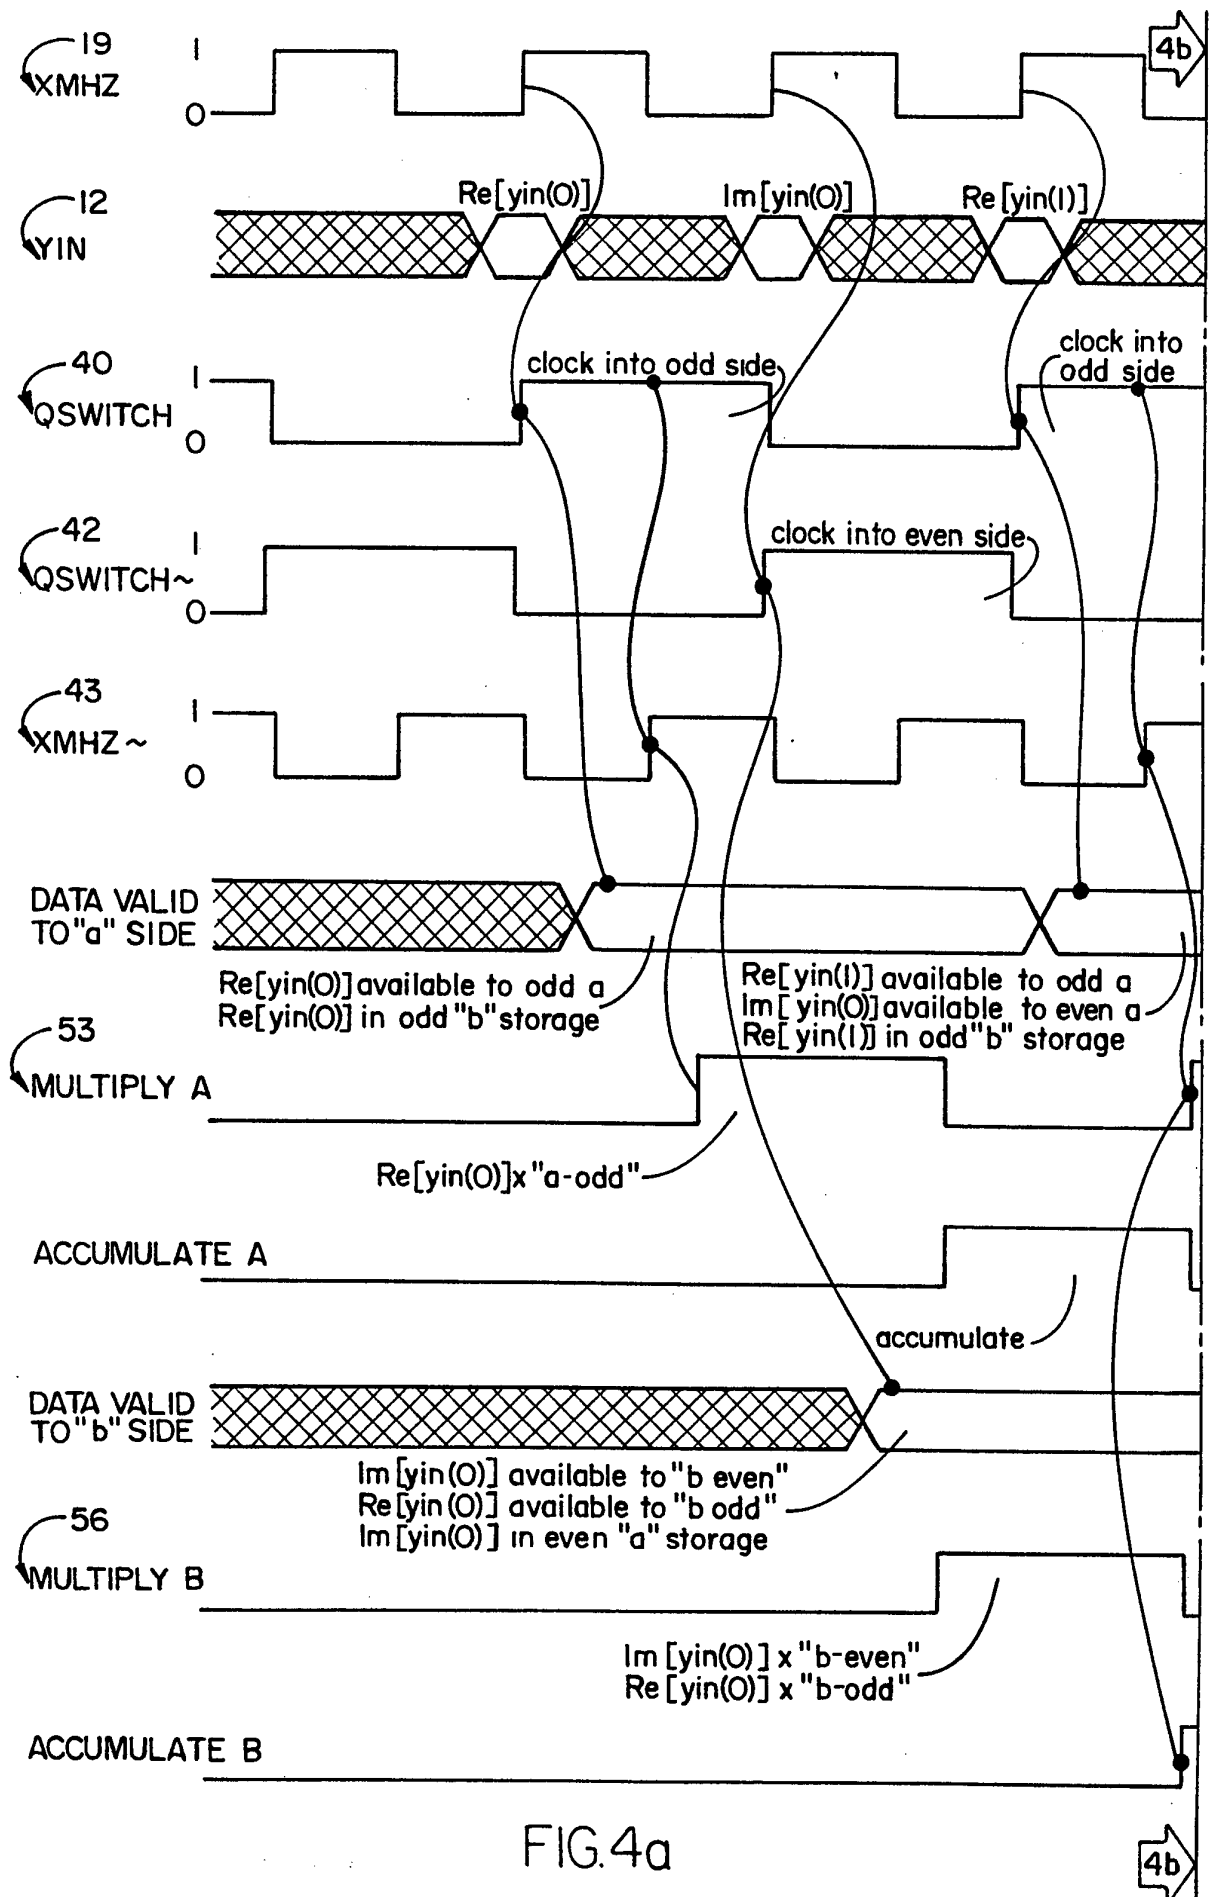 19
XMHZ
1
0
4b
12
YIN
Re[yin(0)]
Im[yin(0)]
Re[yin(1)]
40
QSWITCH
1
0
clock into odd side
clock into
odd side
42
QSWITCH~
1
0
clock into even side
43
XMHZ~
1
0
DATA VALID
TO "a" SIDE
Re[yin(0)] available to odd a
Re[yin(0)] in odd "b" storage
Re[yin(1)] available to odd a
Im[yin(0)] available to even a
Re[yin(1)] in odd "b" storage
53
MULTIPLY A
Re[yin(0)]x "a-odd"
ACCUMULATE A
accumulate
DATA VALID
TO "b" SIDE
Im[yin(0)] available to "b even"
Re[yin(0)] available to "b odd"
Im[yin(0)] in even "a" storage
56
MULTIPLY B
Im[yin(0)] x "b-even"
Re[yin(0)] x "b-odd"
ACCUMULATE B
FIG.4a
4b